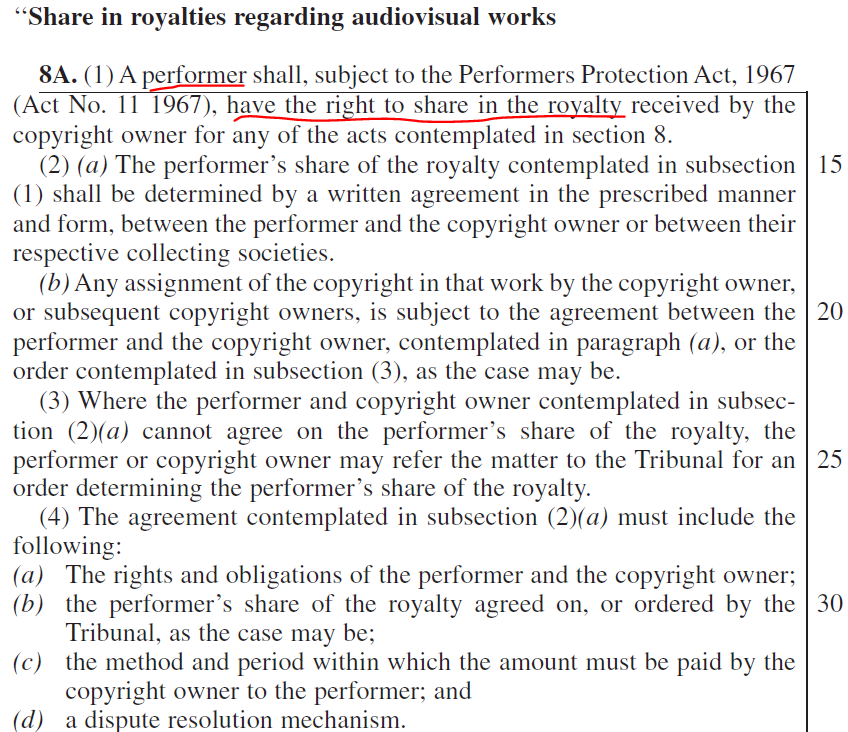 “Share in royalties regarding audiovisual works
8A. (1) A performer shall, subject to the Performers Protection Act, 1967
(Act No. 11 1967), have the right to share in the royalty received by the
copyright owner for any of the acts contemplated in section 8.
(2) (a) The performer’s share of the royalty contemplated in subsection 15
(1) shall be determined by a written agreement in the prescribed manner
and form, between the performer and the copyright owner or between their
respective collecting societies.
(b) Any assignment of the copyright in that work by the copyright owner,
or subsequent copyright owners, is subject to the agreement between the 20
performer and the copyright owner, contemplated in paragraph (a), or the
order contemplated in subsection (3), as the case may be.
(3) Where the performer and copyright owner contemplated in subsec-
tion (2)(a) cannot agree on the performer’s share of the royalty, the
performer or copyright owner may refer the matter to the Tribunal for an 25
order determining the performer’s share of the royalty.
(4) The agreement contemplated in subsection (2)(a) must include the
following:
(a) The rights and obligations of the performer and the copyright owner;
(b) the performer’s share of the royalty agreed on, or ordered by the 30
Tribunal, as the case may be;
(c) the method and period within which the amount must be paid by the
copyright owner to the performer; and
(d) a dispute resolution mechanism.